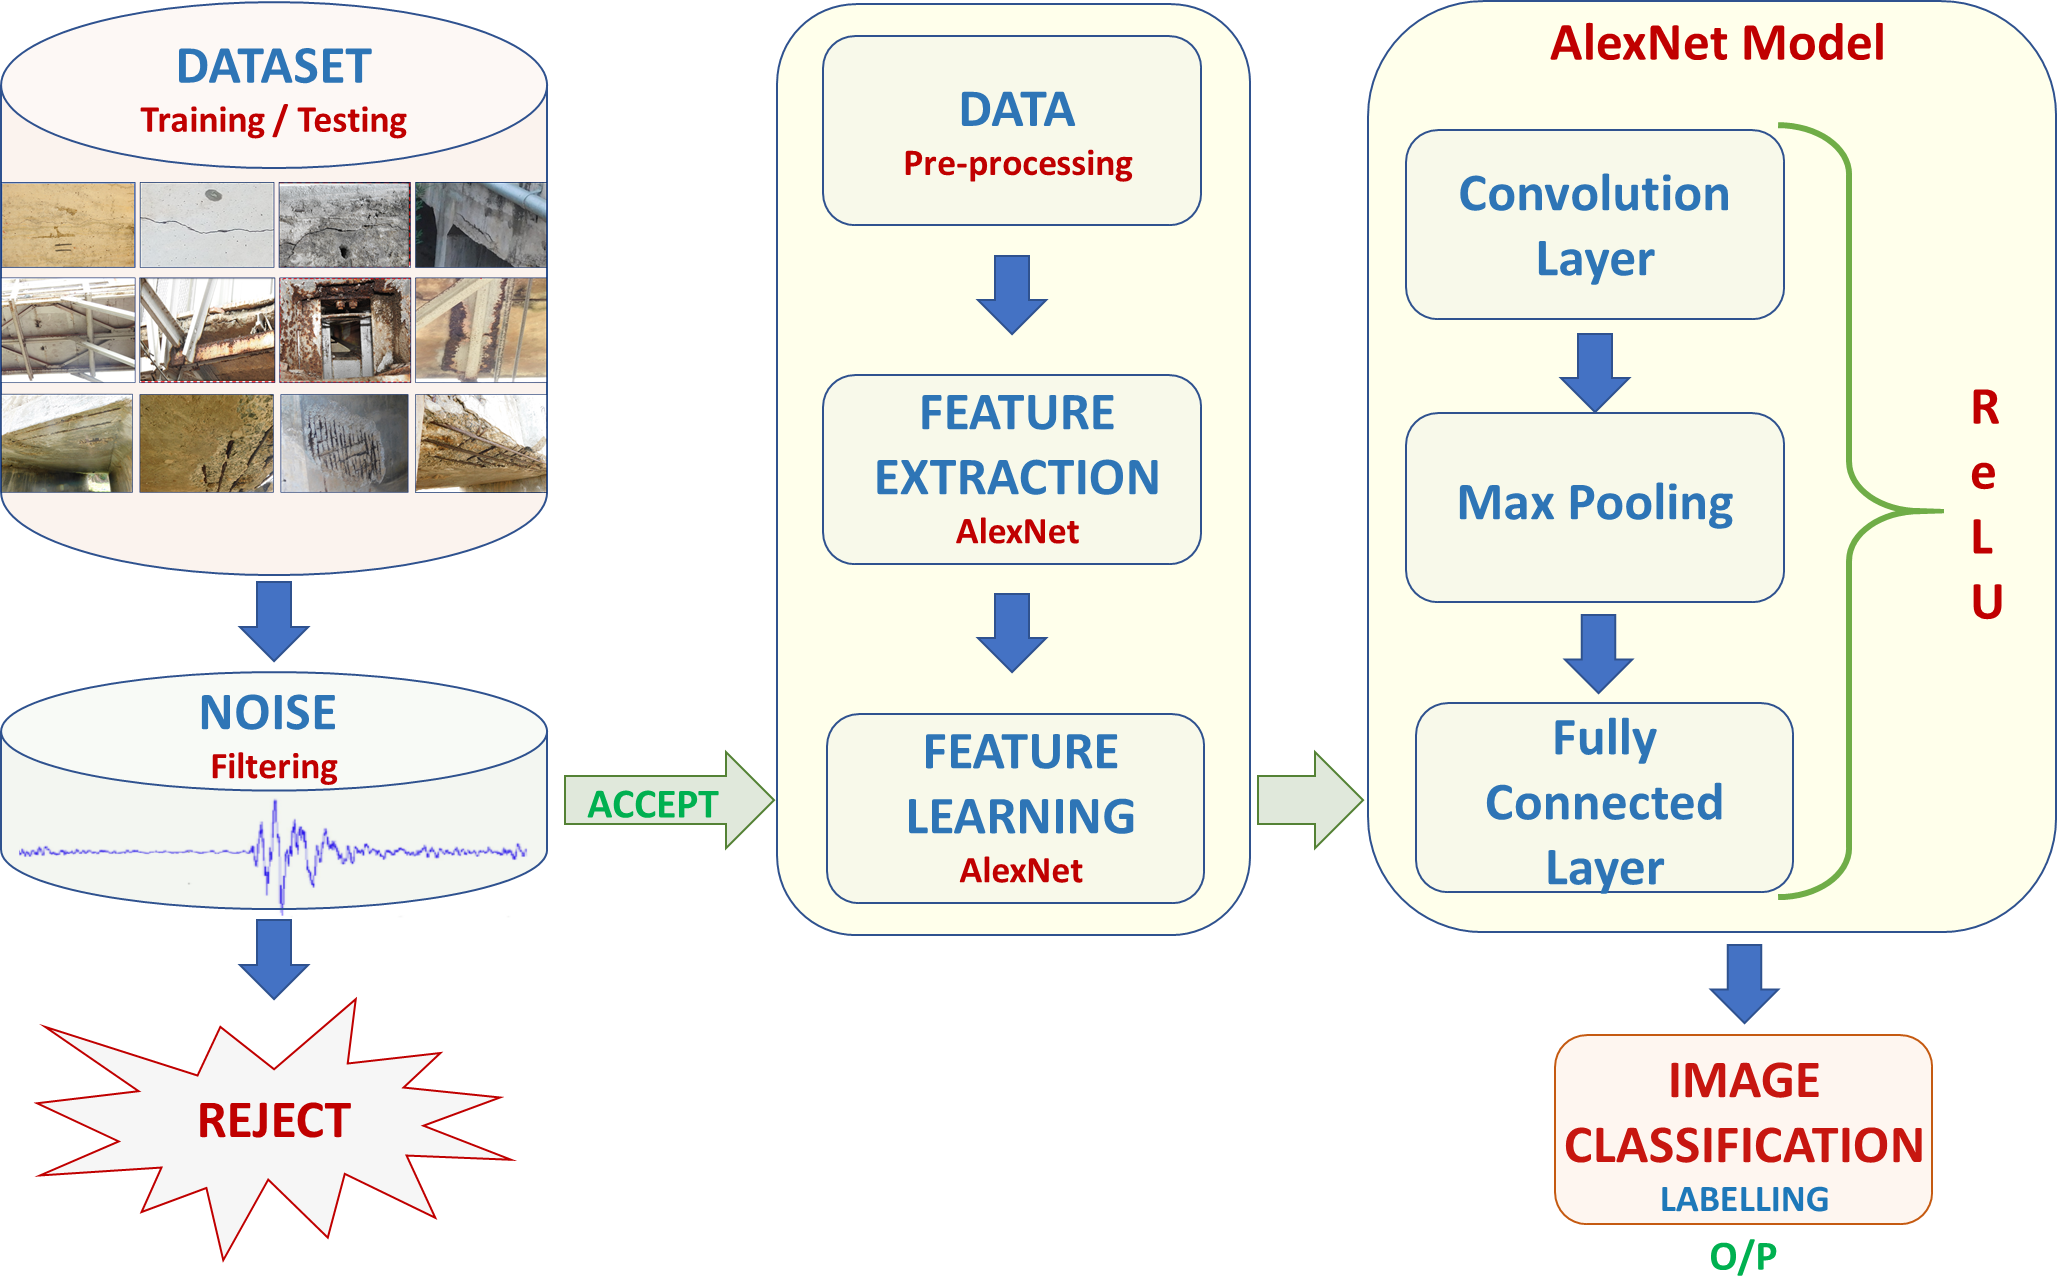 DATASET
Training / Testing
NOISE
Filtering
ACCEPT
REJECT
DATA
Pre-processing
FEATURE
EXTRACTION
AlexNet
FEATURE
LEARNING
AlexNet
AlexNet Model
Convolution
Layer
Max Pooling
Fully
Connected
Layer
R
e
L
U
IMAGE
CLASSIFICATION
LABELLING
O/P